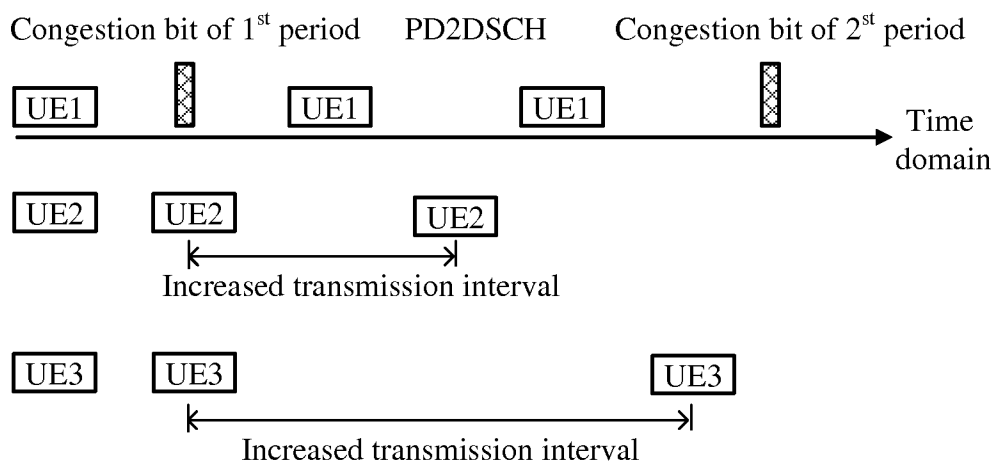 Congestion bit of 1st period PD2DSCH Congestion bit of 2st period
UE1 UE1 UE1
Time
domain
UE2 UE2 UE2
Increased transmission interval
UE3 UE3 UE3
Increased transmission interval